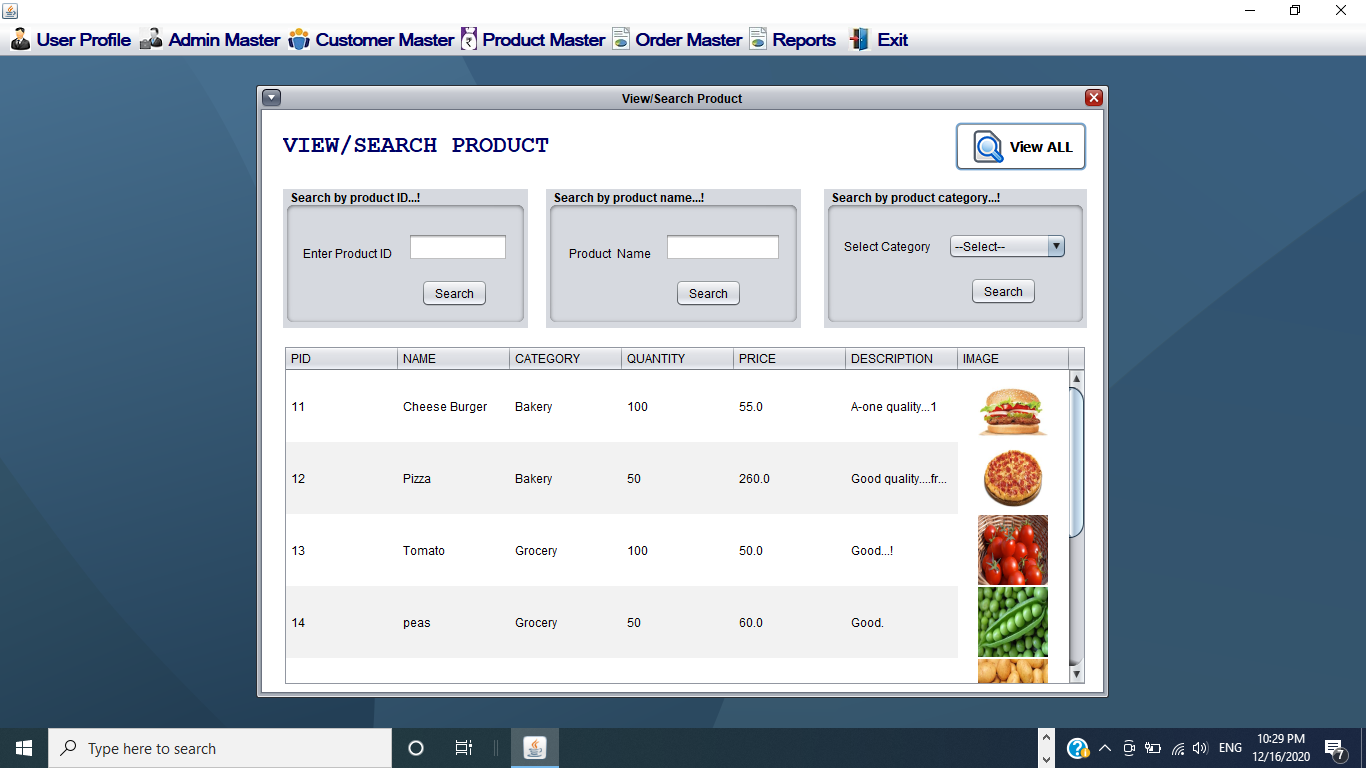 User Profile Admin Master Customer Master Product Master Order Master Reports Exit
View/Search Product
VIEW/SEARCH PRODUCT
View ALL
Search by product ID...!
Enter Product ID
Search
Search by product name...!
Product Name
Search
Search by product category...!
Select Category
--Select--
Search
PID NAME CATEGORY QUANTITY PRICE DESCRIPTION IMAGE
11 Cheese Burger Bakery 100 55.0 A-one quality...1
12 Pizza Bakery 50 260.0 Good quality....fr...
13 Tomato Grocery 100 50.0 Good...!
14 peas Grocery 50 60.0 Good.
Type here to search
ENG
10:29 PM
12/16/2020
7